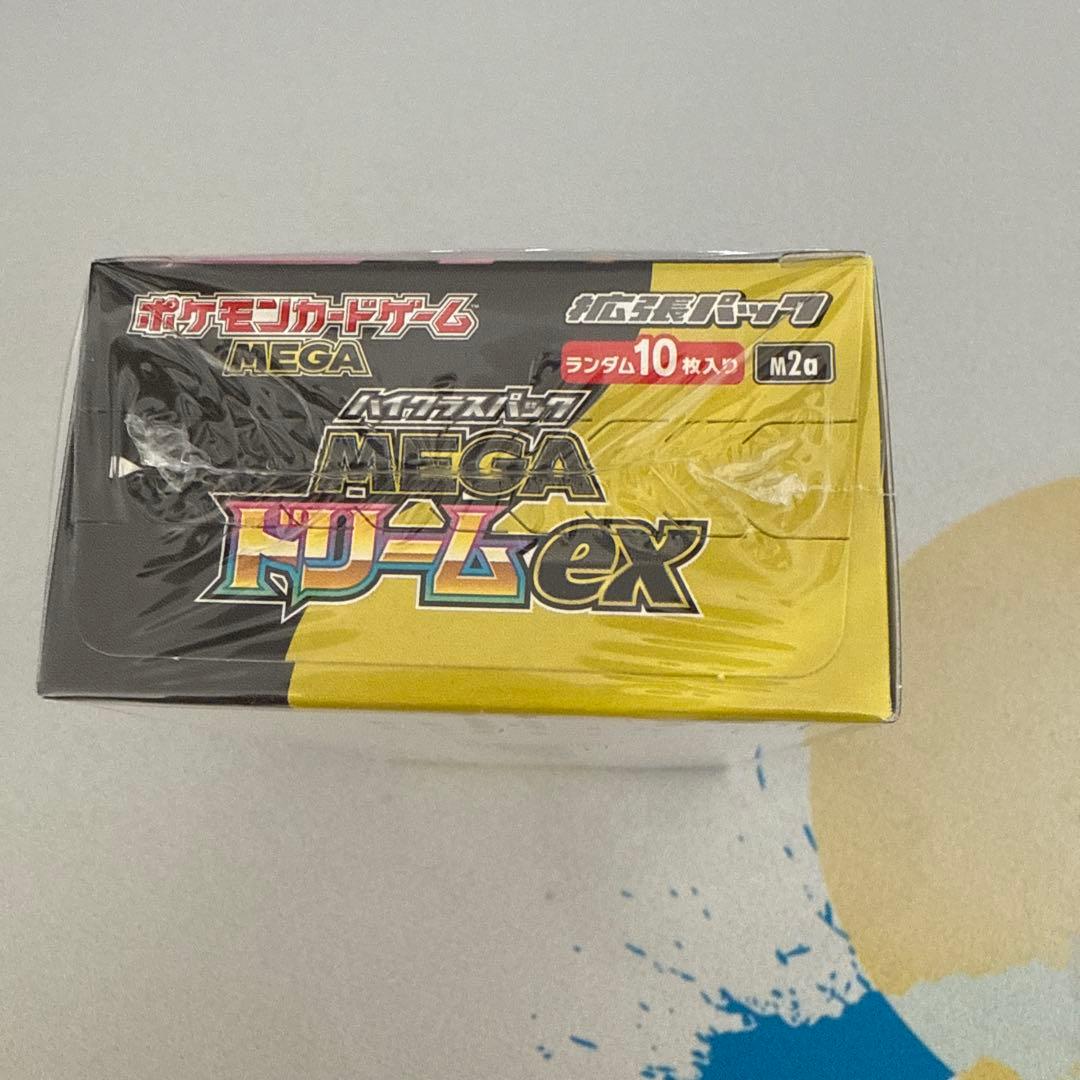 ポケモンカードゲーム™
MEGA
拡張パック
ランダム10枚入り
M2a
ハイクラスパック
MEGA
ドリームex